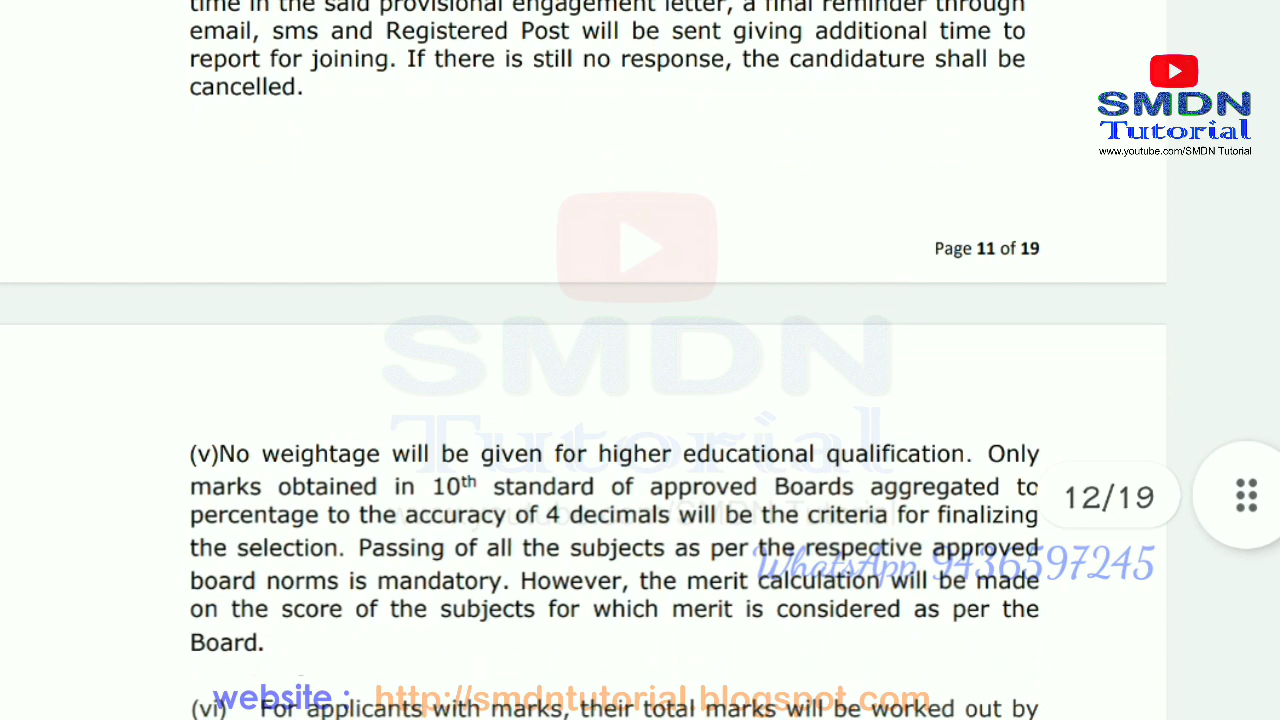 time in the said provisional engagement letter, a final reminder through
email, sms and Registered Post will be sent giving additional time to
report for joining. If there is still no response, the candidature shall be
cancelled.
SMDN
Tutorial
www.youtube.com/SMDN Tutorial
Page 11 of 19
SMDN
Tutorial
www.youtube.com/SMDN Tutorial
(v)No weightage will be given for higher educational qualification. Only
marks obtained in 10th standard of approved Boards aggregated to
percentage to the accuracy of 4 decimals will be the criteria for finalizing
the selection. Passing of all the subjects as per the respective approved
board norms is mandatory. However, the merit calculation will be made
on the score of the subjects for which merit is considered as per the
Board.
12/19
WhatsApp 9436597245
website : http://smdntutorial.blogspot.com
(vi) For applicants with marks, their total marks will be worked out by